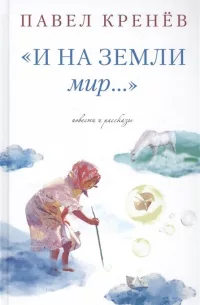 ПАВЕЛ КРЕНЁВ
«И НА ЗЕМЛИ
мир...»
повести и рассказы